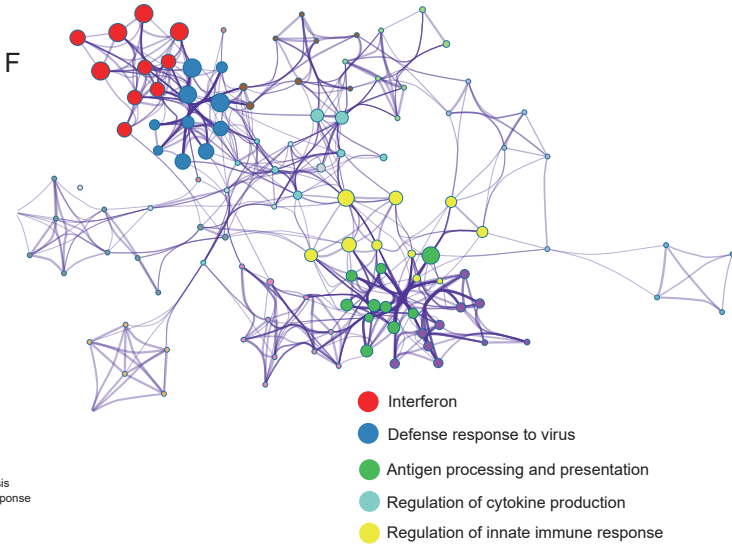 F
Interferon
Defense response to virus
Antigen processing and presentation
Regulation of cytokine production
Regulation of innate immune response